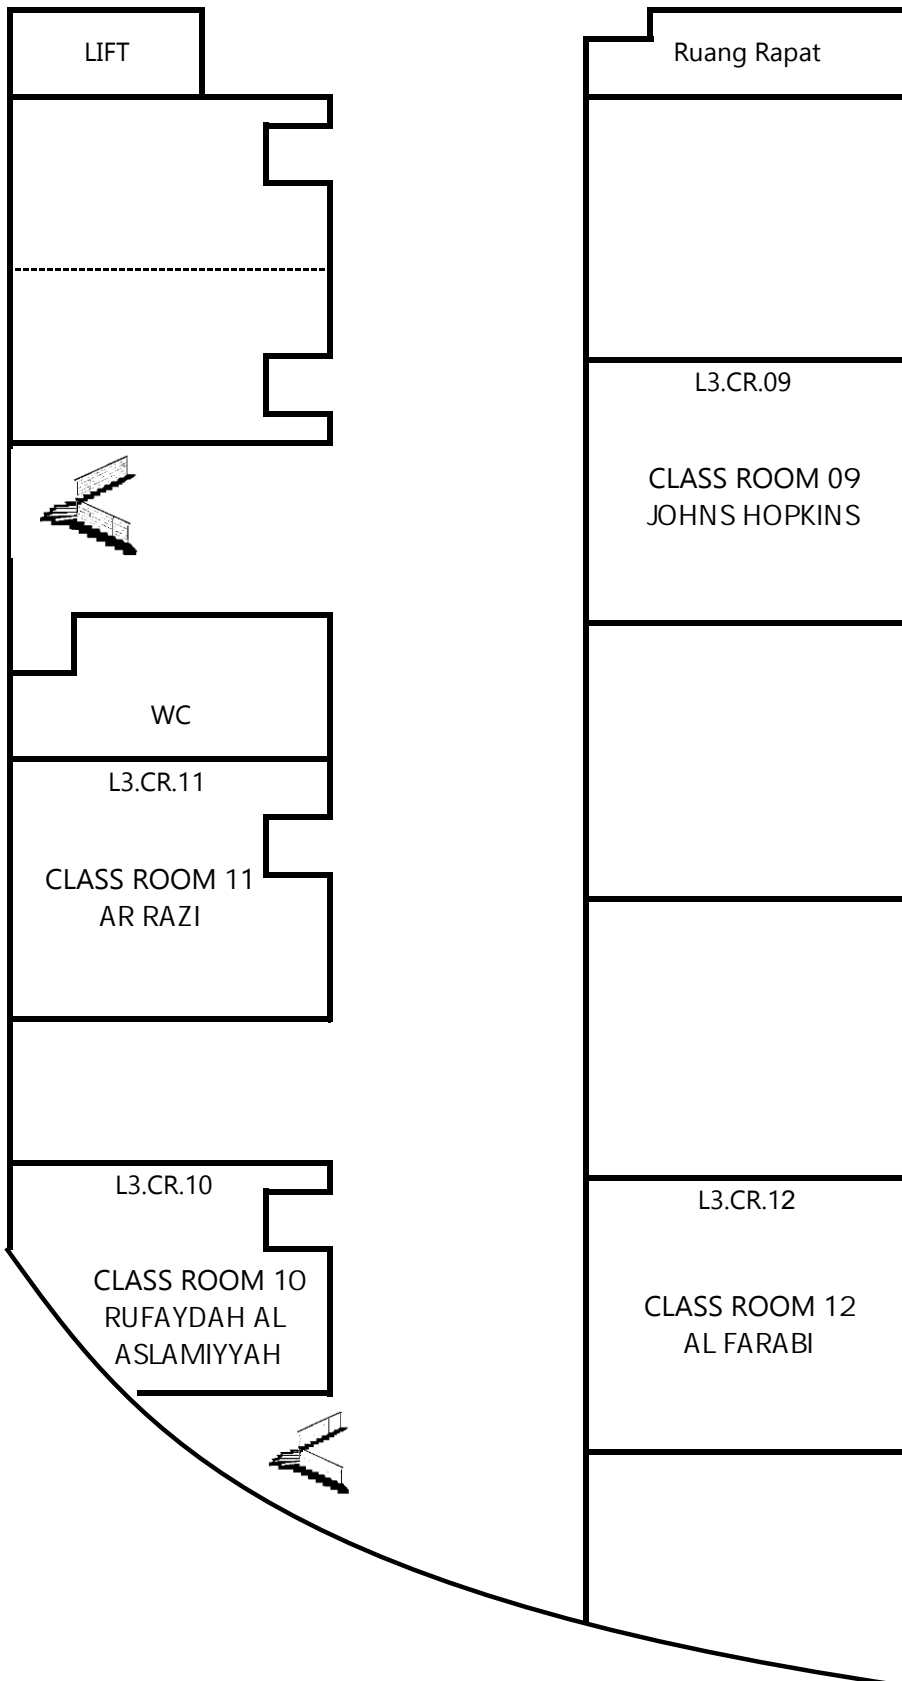 LIFT
Ruang Rapat
L3.CR.09
CLASS ROOM 09
JOHNS HOPKINS
WC
L3.CR.11
CLASS ROOM 11
AR RAZI
L3.CR.10
CLASS ROOM 10
RUFAYDAH AL
ASLAMIYYAH
L3.CR.12
CLASS ROOM 12
AL FARABI